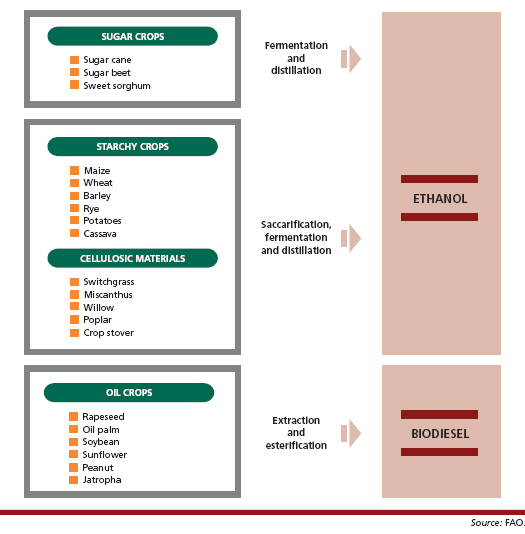 SUGAR CROPS
Sugar cane
Sugar beet
Sweet sorghum
Fermentation
and
distillation
STARCHY CROPS
Maize
Wheat
Barley
Rye
Potatoes
Cassava
CELLULOSIC MATERIALS
Switchgrass
Miscanthus
Willow
Poplar
Crop stover
Saccarification,
fermentation
and distillation
ETHANOL
OIL CROPS
Rapeseed
Oil palm
Soybean
Sunflower
Peanut
Jatropha
Extraction
and
esterification
BIODIESEL
Source: FAO.